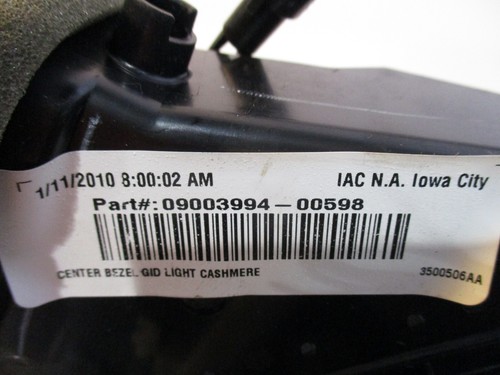 1/11/2010 8:00:02 AM IAC N.A. Iowa City
Part#: 09003994-00598
CENTER BEZEL GID LIGHT CASHMERE 3500506AA